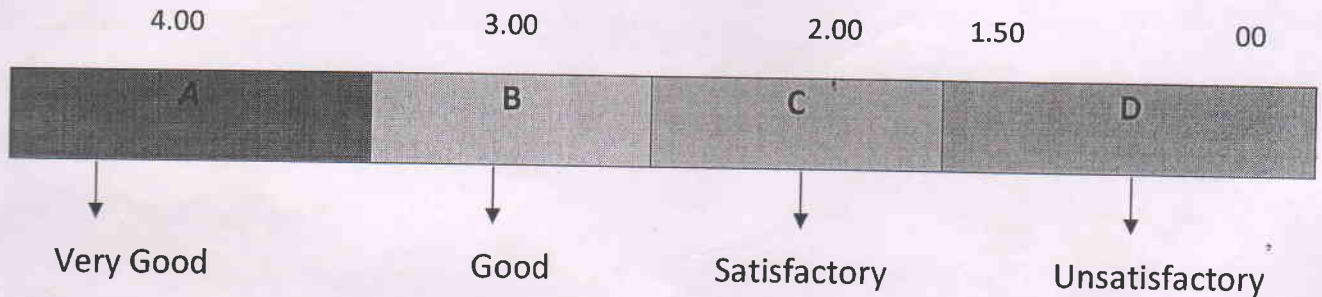 4.00 3.00 2.00 1.50 00
A B C D
Very Good Good Satisfactory Unsatisfactory